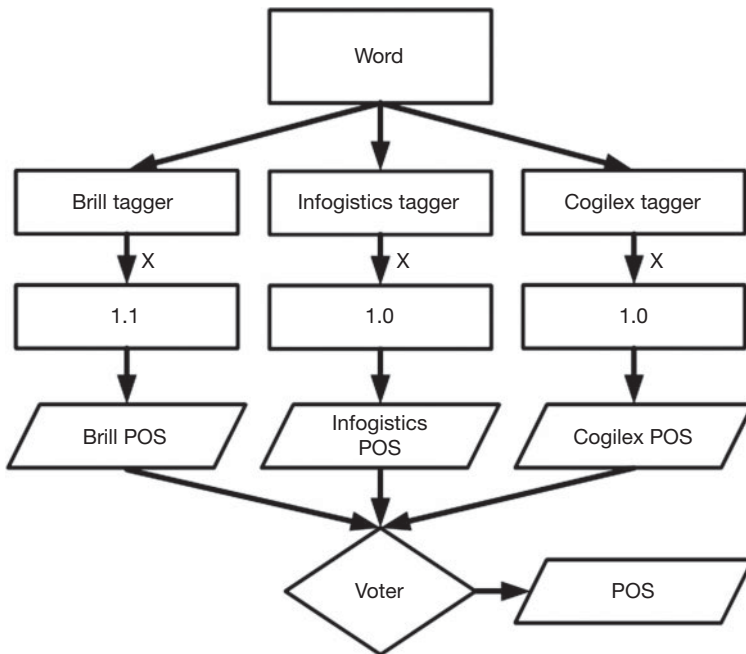 Word
Brill tagger
Infogistics tagger
Cogilex tagger
X
X
X
1.1
1.0
1.0
Brill POS
Infogistics
POS
Cogilex POS
Voter
POS